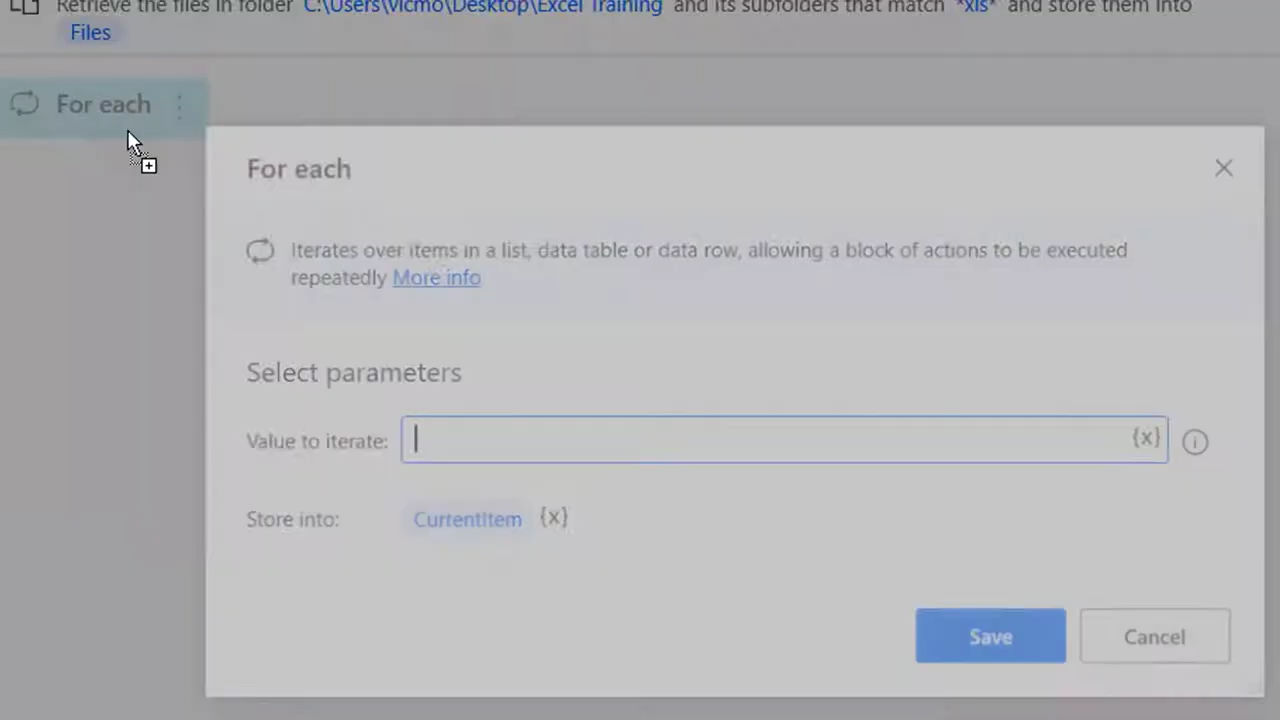 Retrieve the files in folder 'C:\Users\vicmo\Desktop\Excel Training' and its subfolders that match '*xls*' and store them into
Files
For each
For each
Iterates over items in a list, data table or data row, allowing a block of actions to be executed
repeatedly More info
Select parameters
Value to iterate: {x}
Store into: CurrentItem {x}
Save Cancel